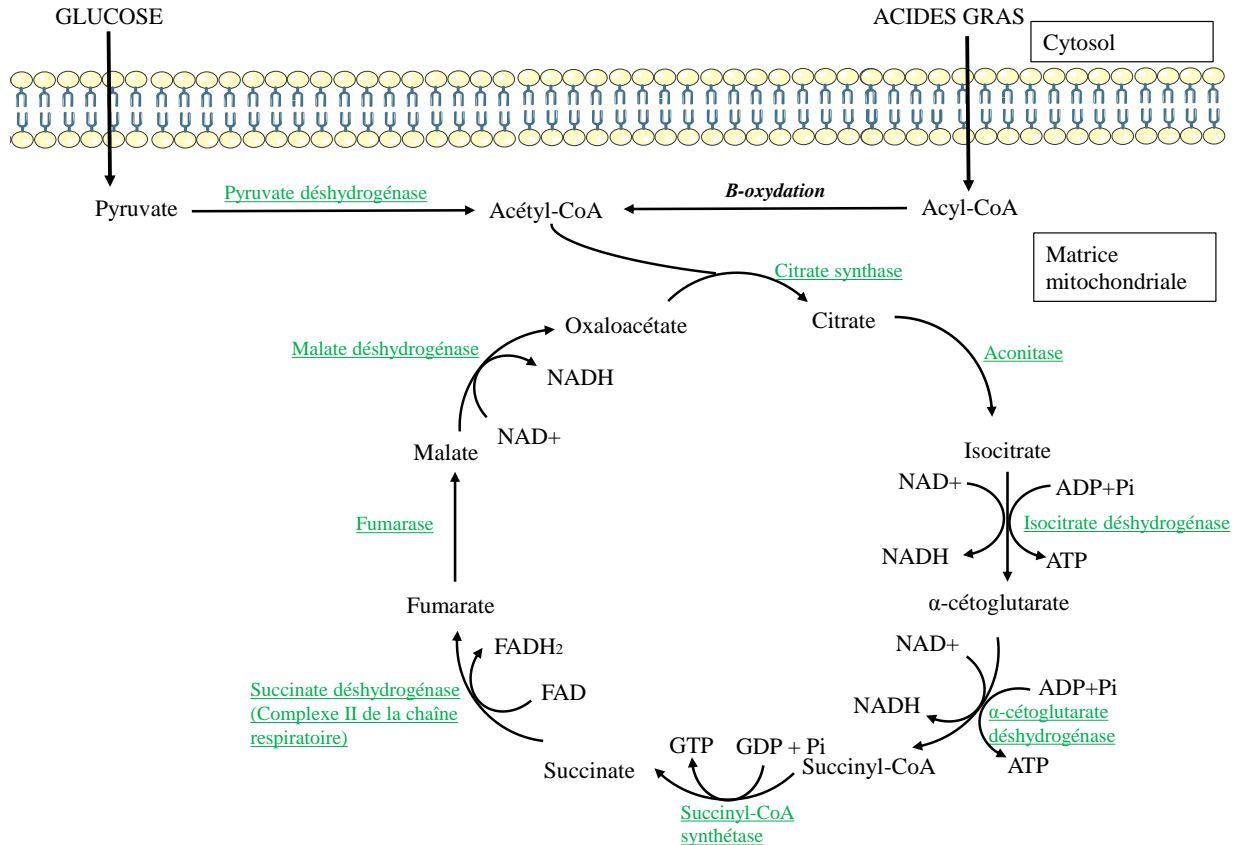 GLUCOSE
ACIDES GRAS
Cytosol
Pyruvate déshydrogénase
B-oxydation
Pyruvate
Acétyl-CoA
Acyl-CoA
Matrice
mitochondriale
Citrate synthase
Oxaloacétate
Citrate
Malate déshydrogénase
Aconitase
NADH
NAD+
Malate
Isocitrate
NAD+
ADP+Pi
Fumarase
Isocitrate déshydrogénase
NADH
ATP
Fumarate
α-cétoglutarate
FADH2
NAD+
Succinate déshydrogénase
(Complexe II de la chaîne
respiratoire)
FAD
ADP+Pi
NADH
α-cétoglutarate
déshydrogénase
GTP
GDP + Pi
Succinate
Succinyl-CoA
ATP
Succinyl-CoA
synthétase